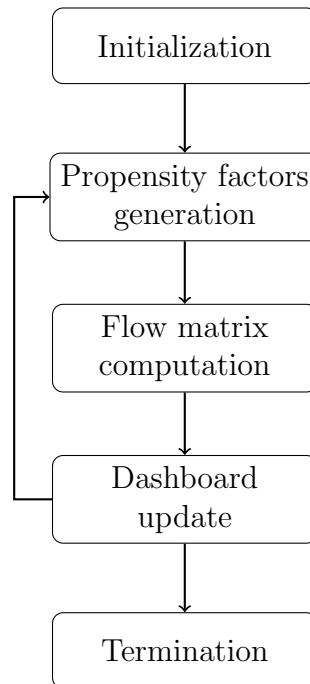 Initialization
Propensity factors
generation
Flow matrix
computation
Dashboard
update
Termination